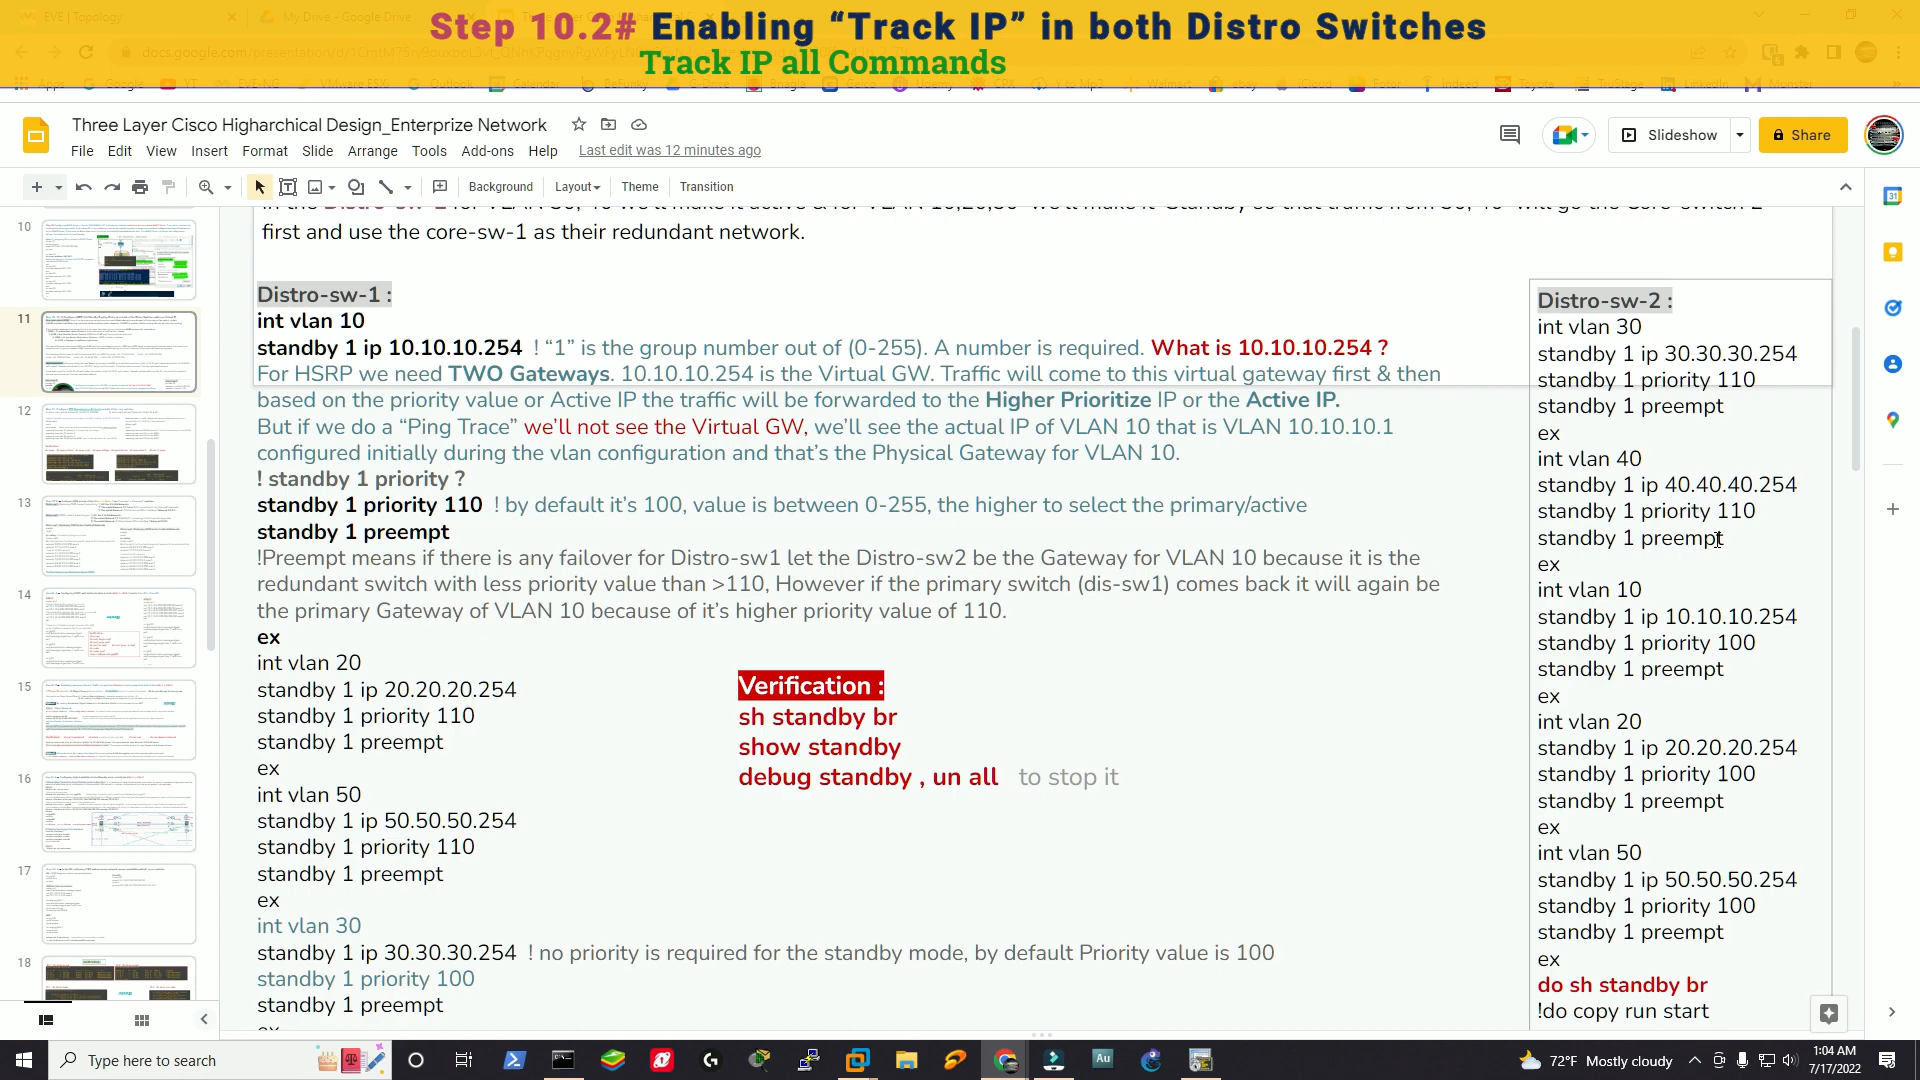 Step 10.2# Enabling “Track IP” in both Distro Switches
Track IP all Commands
Three Layer Cisco Higharchical Design_Enterprize Network
File Edit View Insert Format Slide Arrange Tools Add-ons Help Last edit was 12 minutes ago
Slideshow
Share
Background Layout Theme Transition
first and use the core-sw-1 as their redundant network.
Distro-sw-1 :
int vlan 10
standby 1 ip 10.10.10.254 ! “1” is the group number out of (0-255). A number is required. What is 10.10.10.254 ?
For HSRP we need TWO Gateways. 10.10.10.254 is the Virtual GW. Traffic will come to this virtual gateway first & then
based on the priority value or Active IP the traffic will be forwarded to the Higher Prioritize IP or the Active IP.
But if we do a “Ping Trace” we’ll not see the Virtual GW, we’ll see the actual IP of VLAN 10 that is VLAN 10.10.10.1
configured initially during the vlan configuration and that’s the Physical Gateway for VLAN 10.
! standby 1 priority ?
standby 1 priority 110 ! by default it’s 100, value is between 0-255, the higher to select the primary/active
standby 1 preempt
!Preempt means if there is any failover for Distro-sw1 let the Distro-sw2 be the Gateway for VLAN 10 because it is the
redundant switch with less priority value than >110, However if the primary switch (dis-sw1) comes back it will again be
the primary Gateway of VLAN 10 because of it’s higher priority value of 110.
ex
int vlan 20
standby 1 ip 20.20.20.254
standby 1 priority 110
standby 1 preempt
ex
int vlan 50
standby 1 ip 50.50.50.254
standby 1 priority 110
standby 1 preempt
ex
int vlan 30
standby 1 ip 30.30.30.254 ! no priority is required for the standby mode, by default Priority value is 100
standby 1 priority 100
standby 1 preempt
Verification :
sh standby br
show standby
debug standby , un all to stop it
Distro-sw-2 :
int vlan 30
standby 1 ip 30.30.30.254
standby 1 priority 110
standby 1 preempt
ex
int vlan 40
standby 1 ip 40.40.40.254
standby 1 priority 110
standby 1 preempt
ex
int vlan 10
standby 1 ip 10.10.10.254
standby 1 priority 100
standby 1 preempt
ex
int vlan 20
standby 1 ip 20.20.20.254
standby 1 priority 100
standby 1 preempt
ex
int vlan 50
standby 1 ip 50.50.50.254
standby 1 priority 100
standby 1 preempt
ex
do sh standby br
!do copy run start
10
11
12
13
14
15
16
17
18
Type here to search
72°F Mostly cloudy
1:04 AM
7/17/2022